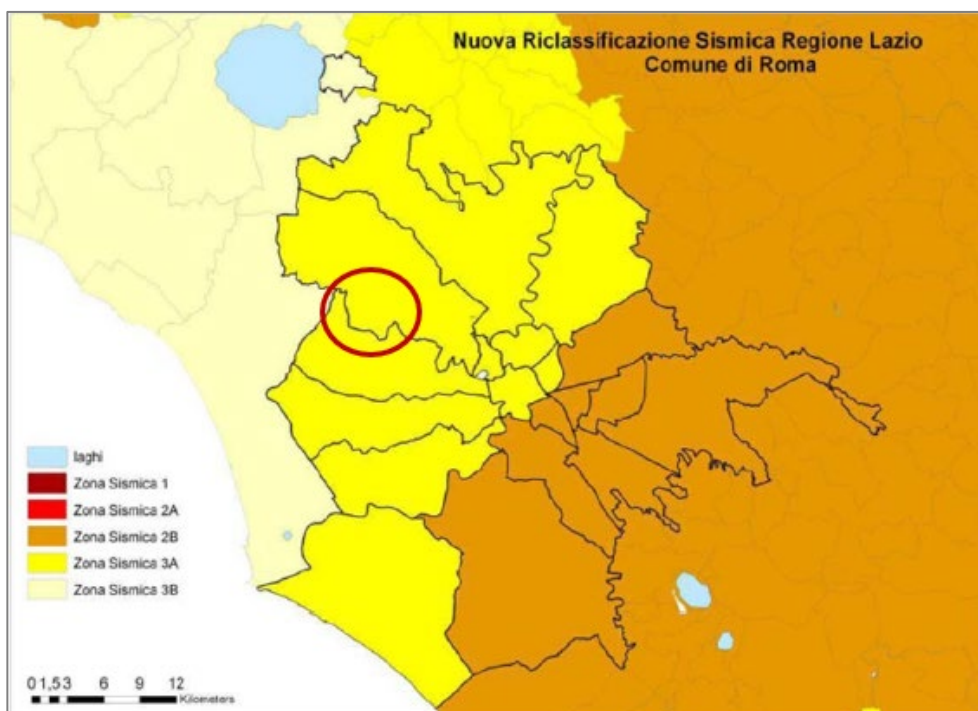 Nuova Riclassificazione Sismica Regione Lazio
Comune di Roma
laghi
Zona Sismica 1
Zona Sismica 2A
Zona Sismica 2B
Zona Sismica 3A
Zona Sismica 3B
0 1,5 3 6 9 12
Kilometers